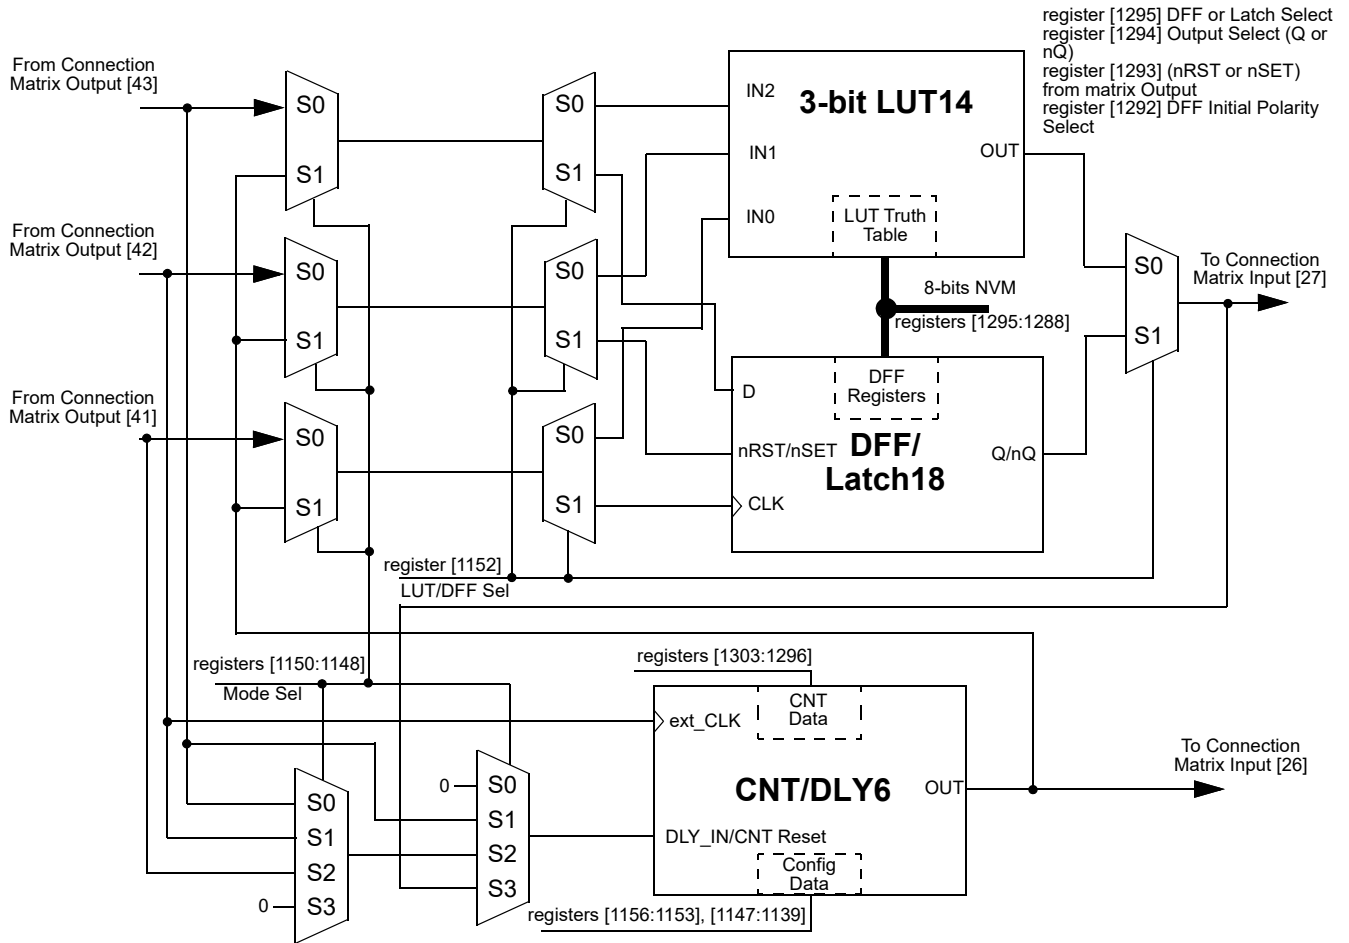 register [1295] DFF or Latch Select
register [1294] Output Select (Q or
nQ)
register [1293] (nRST or nSET)
from matrix Output
register [1292] DFF Initial Polarity
Select
From Connection
Matrix Output [43]
S0
S1
S0
S1
IN2
3-bit LUT14
IN1
OUT
IN0
LUT Truth
Table
From Connection
Matrix Output [42]
S0
S1
S0
S1
8-bits NVM
registers [1295:1288]
S0
S1
To Connection
Matrix Input [27]
From Connection
Matrix Output [41]
S0
S1
S0
S1
DFF
Registers
D
nRST/nSET
DFF/
Latch18
Q/nQ
CLK
register [1152]
LUT/DFF Sel
registers [1150:1148]
Mode Sel
registers [1303:1296]
CNT
Data
ext_CLK
CNT/DLY6
OUT
To Connection
Matrix Input [26]
DLY_IN/CNT Reset
Config
Data
S0
S1
S2
0
S3
0
S0
S1
S2
S3
registers [1156:1153], [1147:1139]